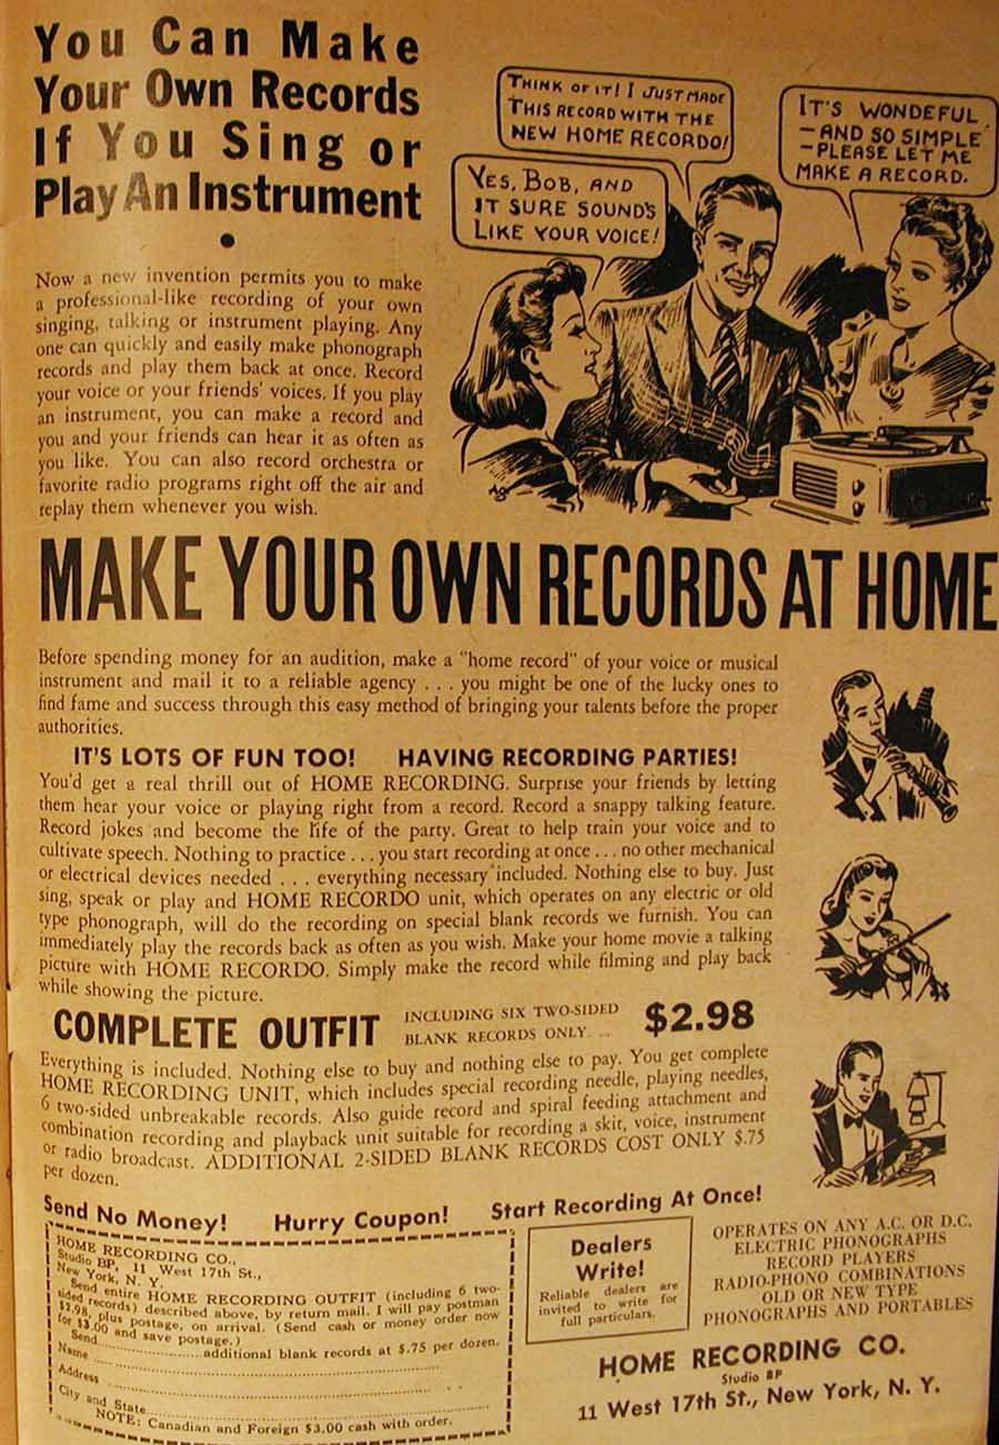 You Can Make
Your Own Records
If You Sing or
Play An Instrument
Now a new invention permits you to make
a professional-like recording of your own
singing, talking or instrument playing. Any
one can quickly and easily make phonograph
records and play them back at once. Record
your voice or your friends' voices. If you play
an instrument, you can make a record and
you and your friends can hear it as often as
you like. You can also record orchestra or
favorite radio programs right off the air and
replay them whenever you wish.
THINK OF IT! I JUST MADE
THIS RECORD WITH THE
NEW HOME RECORDO!
YES, BOB, AND
IT SURE SOUND'S
LIKE YOUR VOICE!
IT'S WONDEFUL
—AND SO SIMPLE
—PLEASE LET ME
MAKE A RECORD.
MAKE YOUR OWN RECORDS AT HOME
Before spending money for an audition, make a "home record" of your voice or musical
instrument and mail it to a reliable agency . . . you might be one of the lucky ones to
find fame and success through this easy method of bringing your talents before the proper
authorities.
IT'S LOTS OF FUN TOO! HAVING RECORDING PARTIES!
You'd get a real thrill out of HOME RECORDING. Surprise your friends by letting
them hear your voice or playing right from a record. Record a snappy talking feature.
Record jokes and become the life of the party. Great to help train your voice and to
cultivate speech. Nothing to practice . . . you start recording at once . . . no other mechanical
or electrical devices needed . . . everything necessary included. Nothing else to buy. Just
sing, speak or play and HOME RECORDO unit, which operates on any electric or old
type phonograph, will do the recording on special blank records we furnish. You can
immediately play the records back as often as you wish. Make your home movie a talking
picture with HOME RECORDO. Simply make the record while filming and play back
while showing the picture.
COMPLETE OUTFIT INCLUDING SIX TWO-SIDED
BLANK RECORDS ONLY ... $2.98
Everything is included. Nothing else to buy and nothing else to pay. You get complete
HOME RECORDING UNIT, which includes special recording needle, playing needles,
6 two-sided unbreakable records. Also guide record and spiral feeding attachment and
combination recording and playback unit suitable for recording a skit, voice, instrument
or radio broadcast. ADDITIONAL 2-SIDED BLANK RECORDS COST ONLY $.75
per dozen.
Send No Money! Hurry Coupon! Start Recording At Once!
HOME RECORDING CO.,
Studio BP, 11 West 17th St.,
New York, N. Y.
Send entire HOME RECORDING OUTFIT (including 6 two-
sided records) described above, by return mail. I will pay postman
$2.98, plus postage, on arrival. (Send cash or money order now
for $3.00 and save postage.)
Send....................additional blank records at $.75 per dozen.
Name
Address
City and State
NOTE: Canadian and Foreign $3.00 cash with order.
Dealers
Write!
Reliable dealers are
invited to write for
full particulars.
OPERATES ON ANY A.C. OR D.C.
ELECTRIC PHONOGRAPHS
RECORD PLAYERS
RADIO-PHONO COMBINATIONS
OLD OR NEW TYPE
PHONOGRAPHS AND PORTABLES
HOME RECORDING CO.
Studio BP
11 West 17th St., New York, N. Y.